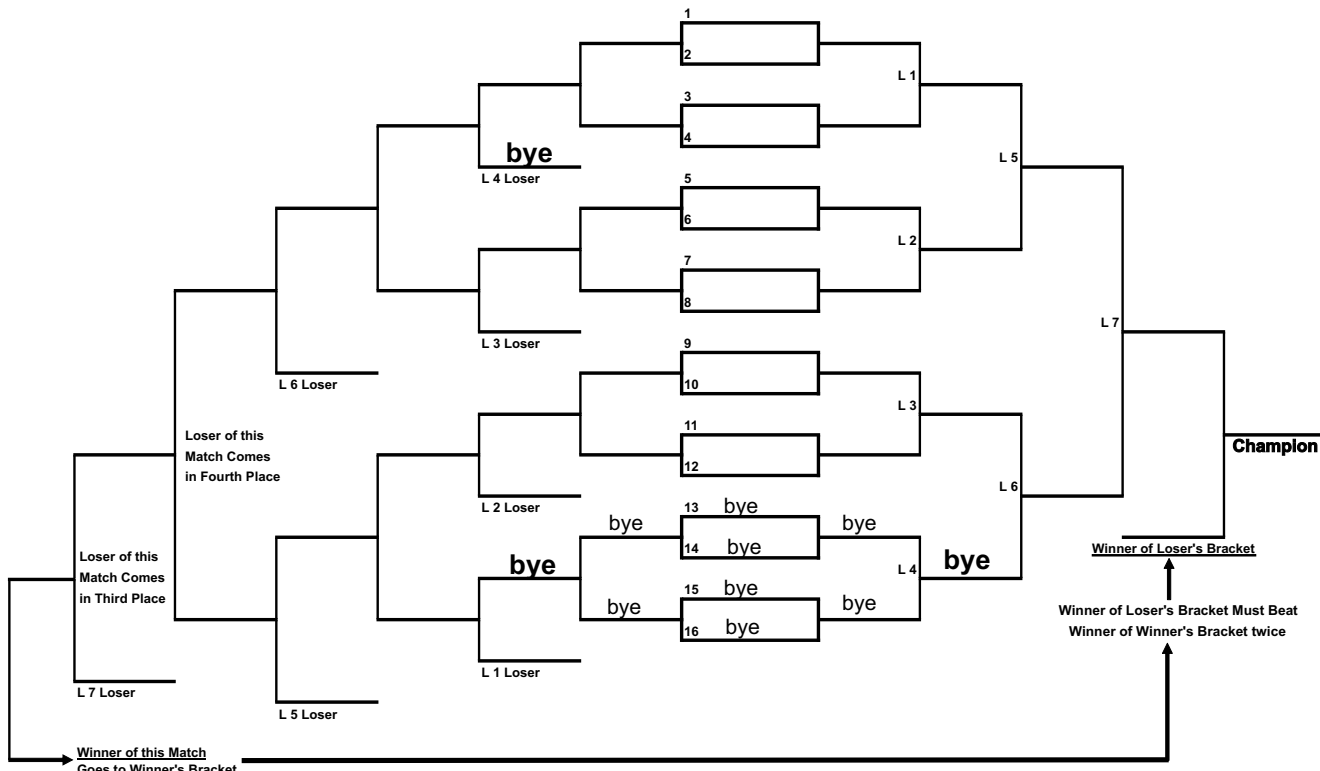 1
2
L 1
3
4
bye
L 4 Loser
L 5
5
6
L 2
7
8
L 3 Loser
L 7
9
10
L 6 Loser
L 3
Loser of this
Match Comes
in Fourth Place
11
12
Champion
L 6
L 2 Loser
13 bye
bye
bye
14 bye
Winner of Loser's Bracket
Loser of this
Match Comes
in Third Place
bye
L 4
bye
15 bye
bye
bye
16 bye
Winner of Loser's Bracket Must Beat
Winner of Winner's Bracket twice
L 1 Loser
L 7 Loser
L 5 Loser
Winner of this Match
Goes to Winner's Bracket